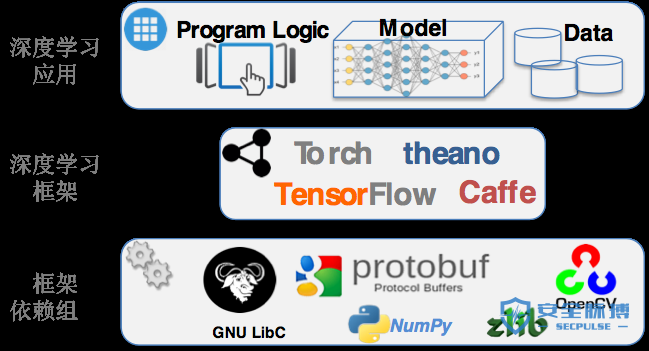 深度学习
应用
Program Logic
Model
Data
深度学习
框架
Torch
theano
TensorFlow
Caffe
框架
依赖组
GNU LibC
protobuf
Protocol Buffers
NumPy
zlib
OpenCV
安全脉搏
SECPULSE